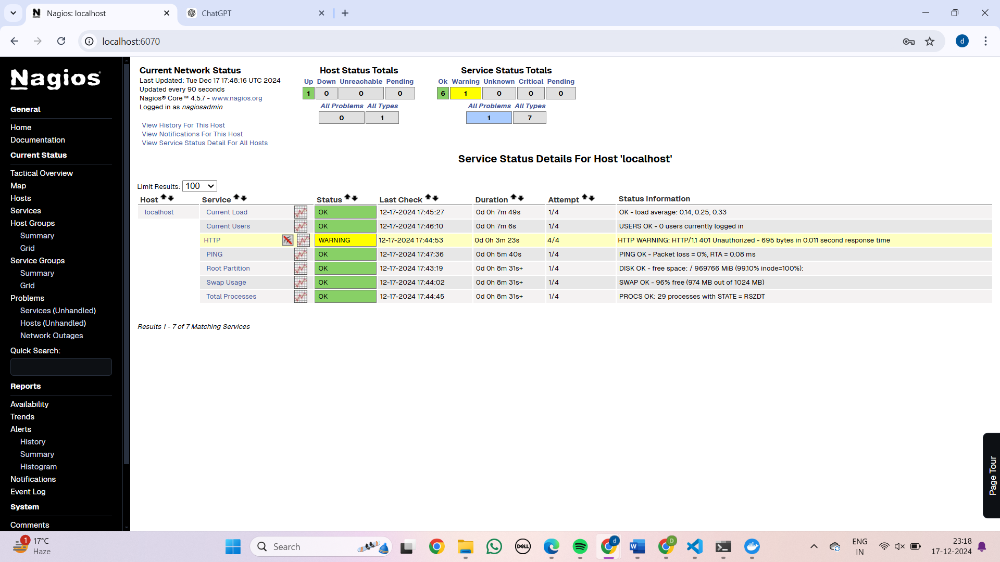 Nagios: localhost
ChatGPT
localhost:6070
d
Nagios®
General
Home
Documentation
Current Status
Tactical Overview
Map
Hosts
Services
Host Groups
Summary
Grid
Service Groups
Summary
Grid
Problems
Services (Unhandled)
Hosts (Unhandled)
Network Outages
Quick Search:
Reports
Availability
Trends
Alerts
History
Summary
Histogram
Notifications
Event Log
System
Comments
Current Network Status
Last Updated: Tue Dec 17 17:48:16 UTC 2024
Updated every 90 seconds
Nagios® Core™ 4.5.7 - www.nagios.org
Logged in as nagiosadmin
View History For This Host
View Notifications For This Host
View Service Status Detail For All Hosts
Host Status Totals
Up Down Unreachable Pending
1 0 0 0
All Problems All Types
0 1
Service Status Totals
Ok Warning Unknown Critical Pending
6 1 0 0 0
All Problems All Types
1 7
Service Status Details For Host 'localhost'
Limit Results: 100
Host Service Status Last Check Duration Attempt Status Information
localhost Current Load OK 12-17-2024 17:45:27 0d 0h 7m 49s 1/4 OK - load average: 0.14, 0.25, 0.33
Current Users OK 12-17-2024 17:46:10 0d 0h 7m 6s 1/4 USERS OK - 0 users currently logged in
HTTP WARNING 12-17-2024 17:44:53 0d 0h 3m 23s 4/4 HTTP WARNING: HTTP/1.1 401 Unauthorized - 695 bytes in 0.011 second response time
PING OK 12-17-2024 17:47:36 0d 0h 5m 40s 1/4 PING OK - Packet loss = 0%, RTA = 0.08 ms
Root Partition OK 12-17-2024 17:43:19 0d 0h 8m 31s+ 1/4 DISK OK - free space: / 969766 MiB (99.10% inode=100%):
Swap Usage OK 12-17-2024 17:44:02 0d 0h 8m 31s+ 1/4 SWAP OK - 96% free (974 MB out of 1024 MB)
Total Processes OK 12-17-2024 17:44:45 0d 0h 8m 31s+ 1/4 PROCS OK: 29 processes with STATE = RSZDT
Results 1 - 7 of 7 Matching Services
Page Tour
1
17°C
Haze
Search
DELL
d
W
D
ENG
IN
23:18
17-12-2024